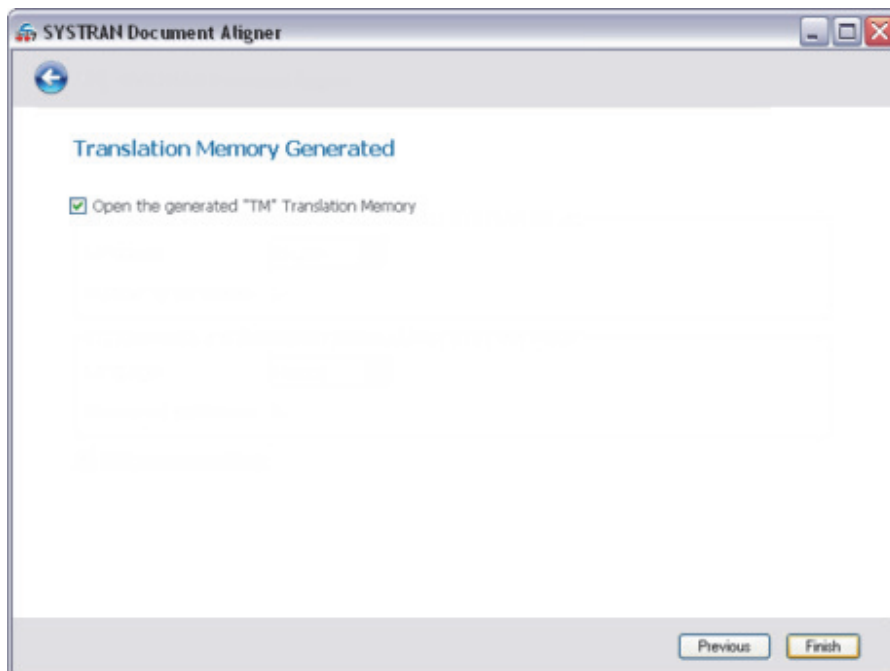 SYSTRAN Document Aligner
Translation Memory Generated
Open the generated "TM" Translation Memory
Previous
Finish